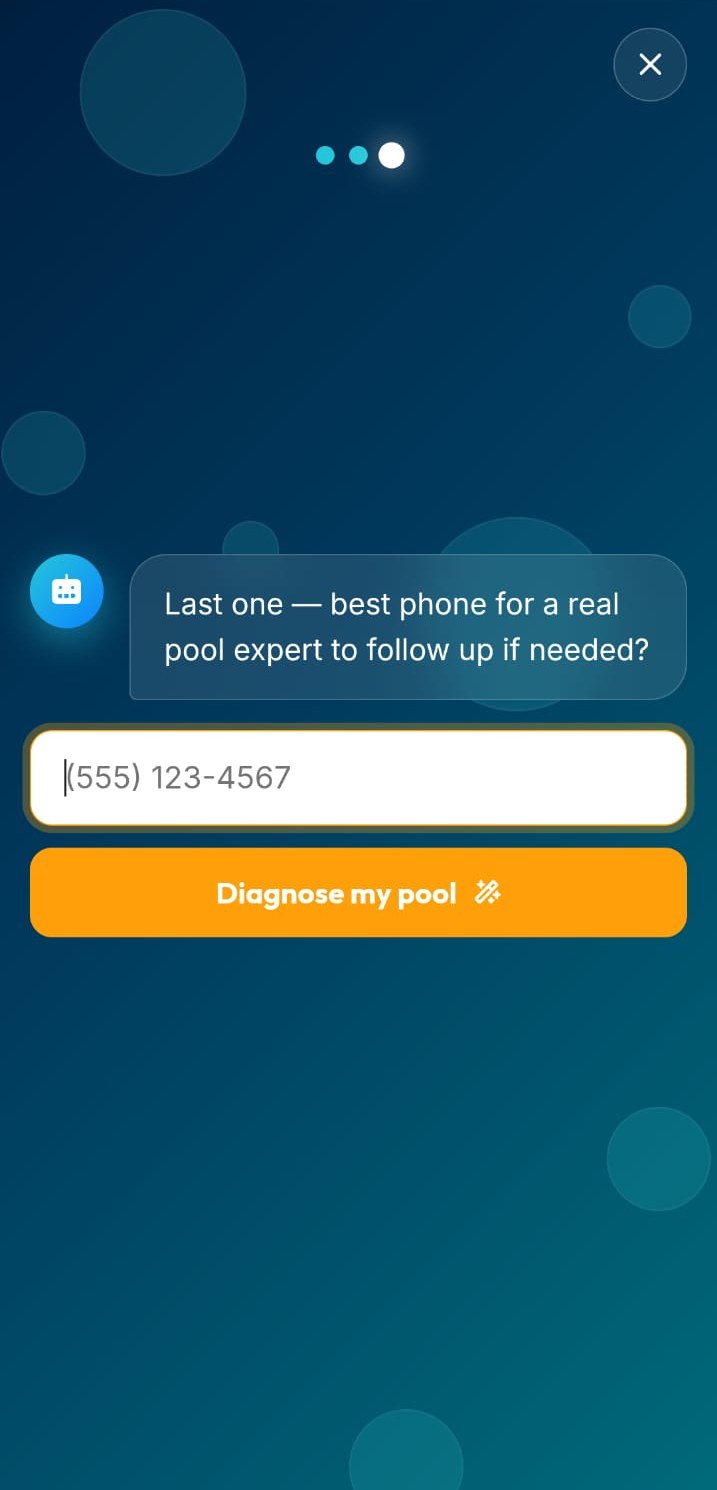 Last one — best phone for a real
pool expert to follow up if needed?
(555) 123-4567
Diagnose my pool